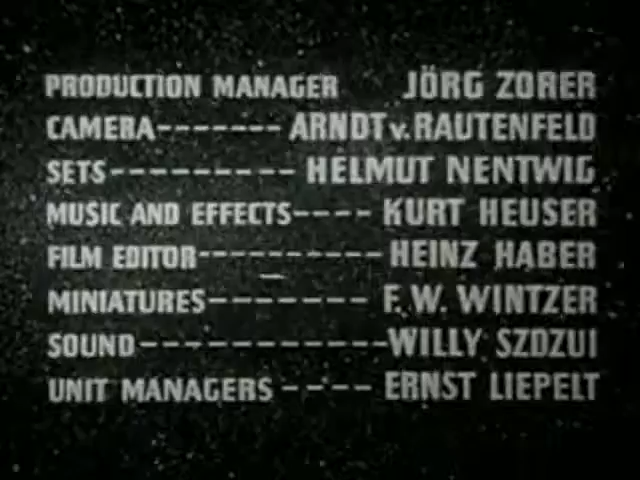 PRODUCTION MANAGER JÖRG ZORER
CAMERA------- ARNDT v. RAUTENFELD
SETS---------- HELMUT NENTWIG
MUSIC AND EFFECTS---- KURT HEUSER
FILM EDITOR---------- HEINZ HABER
MINIATURES------- F. W. WINTZER
SOUND------------WILLY SZDZUI
UNIT MANAGERS ---- ERNST LIEPELT